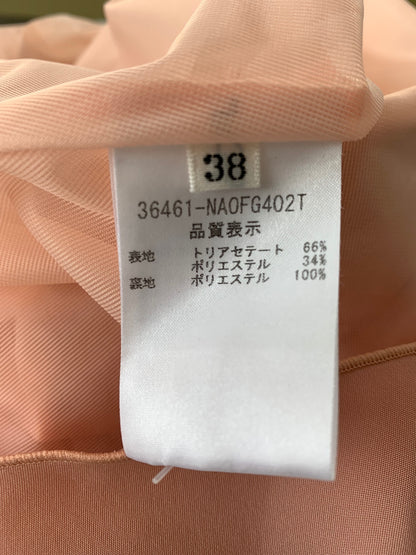 38
36461-NAOFG402T
品質表示
表地 トリアセテート 66%
ポリエステル 34%
裏地 ポリエステル 100%